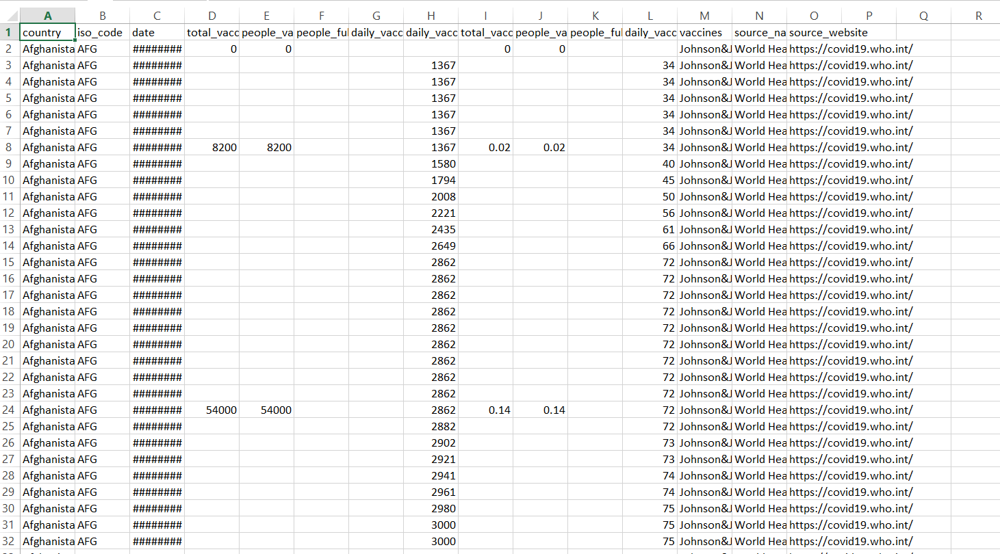 A B C D E F G H I J K L M N O P Q R
1 country iso_code date total_vacc people_va people_ful daily_vacc daily_vacc total_vacc people_va people_ful daily_vacc vaccines source_na source_website
2 Afghanista AFG ######## 0 0 0 0 Johnson&J World Hea https://covid19.who.int/
3 Afghanista AFG ######## 1367 34 Johnson&J World Hea https://covid19.who.int/
4 Afghanista AFG ######## 1367 34 Johnson&J World Hea https://covid19.who.int/
5 Afghanista AFG ######## 1367 34 Johnson&J World Hea https://covid19.who.int/
6 Afghanista AFG ######## 1367 34 Johnson&J World Hea https://covid19.who.int/
7 Afghanista AFG ######## 1367 34 Johnson&J World Hea https://covid19.who.int/
8 Afghanista AFG ######## 8200 8200 1367 0.02 0.02 34 Johnson&J World Hea https://covid19.who.int/
9 Afghanista AFG ######## 1580 40 Johnson&J World Hea https://covid19.who.int/
10 Afghanista AFG ######## 1794 45 Johnson&J World Hea https://covid19.who.int/
11 Afghanista AFG ######## 2008 50 Johnson&J World Hea https://covid19.who.int/
12 Afghanista AFG ######## 2221 56 Johnson&J World Hea https://covid19.who.int/
13 Afghanista AFG ######## 2435 61 Johnson&J World Hea https://covid19.who.int/
14 Afghanista AFG ######## 2649 66 Johnson&J World Hea https://covid19.who.int/
15 Afghanista AFG ######## 2862 72 Johnson&J World Hea https://covid19.who.int/
16 Afghanista AFG ######## 2862 72 Johnson&J World Hea https://covid19.who.int/
17 Afghanista AFG ######## 2862 72 Johnson&J World Hea https://covid19.who.int/
18 Afghanista AFG ######## 2862 72 Johnson&J World Hea https://covid19.who.int/
19 Afghanista AFG ######## 2862 72 Johnson&J World Hea https://covid19.who.int/
20 Afghanista AFG ######## 2862 72 Johnson&J World Hea https://covid19.who.int/
21 Afghanista AFG ######## 2862 72 Johnson&J World Hea https://covid19.who.int/
22 Afghanista AFG ######## 2862 72 Johnson&J World Hea https://covid19.who.int/
23 Afghanista AFG ######## 2862 72 Johnson&J World Hea https://covid19.who.int/
24 Afghanista AFG ######## 54000 54000 2862 0.14 0.14 72 Johnson&J World Hea https://covid19.who.int/
25 Afghanista AFG ######## 2882 72 Johnson&J World Hea https://covid19.who.int/
26 Afghanista AFG ######## 2902 73 Johnson&J World Hea https://covid19.who.int/
27 Afghanista AFG ######## 2921 73 Johnson&J World Hea https://covid19.who.int/
28 Afghanista AFG ######## 2941 74 Johnson&J World Hea https://covid19.who.int/
29 Afghanista AFG ######## 2961 74 Johnson&J World Hea https://covid19.who.int/
30 Afghanista AFG ######## 2980 75 Johnson&J World Hea https://covid19.who.int/
31 Afghanista AFG ######## 3000 75 Johnson&J World Hea https://covid19.who.int/
32 Afghanista AFG ######## 3000 75 Johnson&J World Hea https://covid19.who.int/